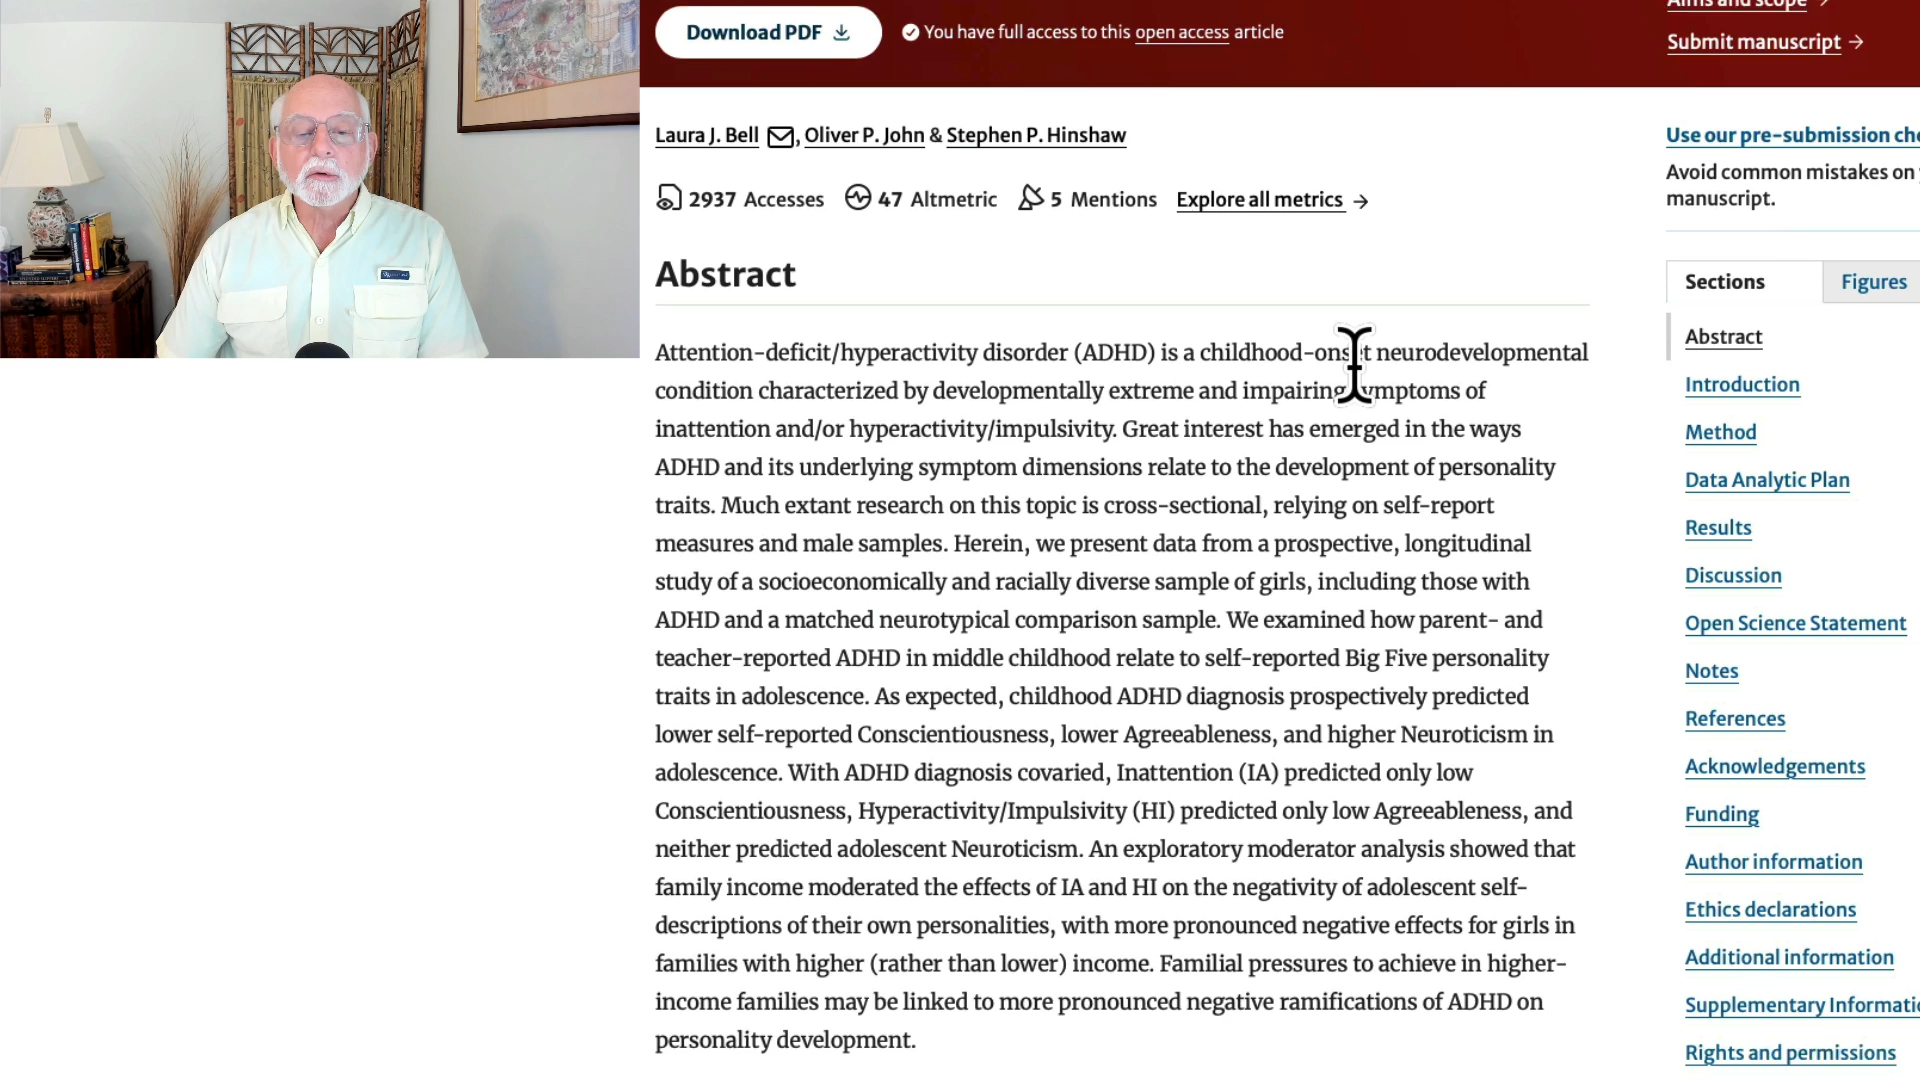 Download PDF
You have full access to this open access article
Submit manuscript →
Laura J. Bell, Oliver P. John & Stephen P. Hinshaw
2937 Accesses 47 Altmetric 5 Mentions Explore all metrics →
Abstract
Attention-deficit/hyperactivity disorder (ADHD) is a childhood-onset neurodevelopmental
condition characterized by developmentally extreme and impairing symptoms of
inattention and/or hyperactivity/impulsivity. Great interest has emerged in the ways
ADHD and its underlying symptom dimensions relate to the development of personality
traits. Much extant research on this topic is cross-sectional, relying on self-report
measures and male samples. Herein, we present data from a prospective, longitudinal
study of a socioeconomically and racially diverse sample of girls, including those with
ADHD and a matched neurotypical comparison sample. We examined how parent- and
teacher-reported ADHD in middle childhood relate to self-reported Big Five personality
traits in adolescence. As expected, childhood ADHD diagnosis prospectively predicted
lower self-reported Conscientiousness, lower Agreeableness, and higher Neuroticism in
adolescence. With ADHD diagnosis covaried, Inattention (IA) predicted only low
Conscientiousness, Hyperactivity/Impulsivity (HI) predicted only low Agreeableness, and
neither predicted adolescent Neuroticism. An exploratory moderator analysis showed that
family income moderated the effects of IA and HI on the negativity of adolescent self-
descriptions of their own personalities, with more pronounced negative effects for girls in
families with higher (rather than lower) income. Familial pressures to achieve in higher-
income families may be linked to more pronounced negative ramifications of ADHD on
personality development.
Aims and scope →
Use our pre-submission che
Avoid common mistakes on
manuscript.
Sections Figures
Abstract
Introduction
Method
Data Analytic Plan
Results
Discussion
Open Science Statement
Notes
References
Acknowledgements
Funding
Author information
Ethics declarations
Additional information
Supplementary Informatio
Rights and permissions